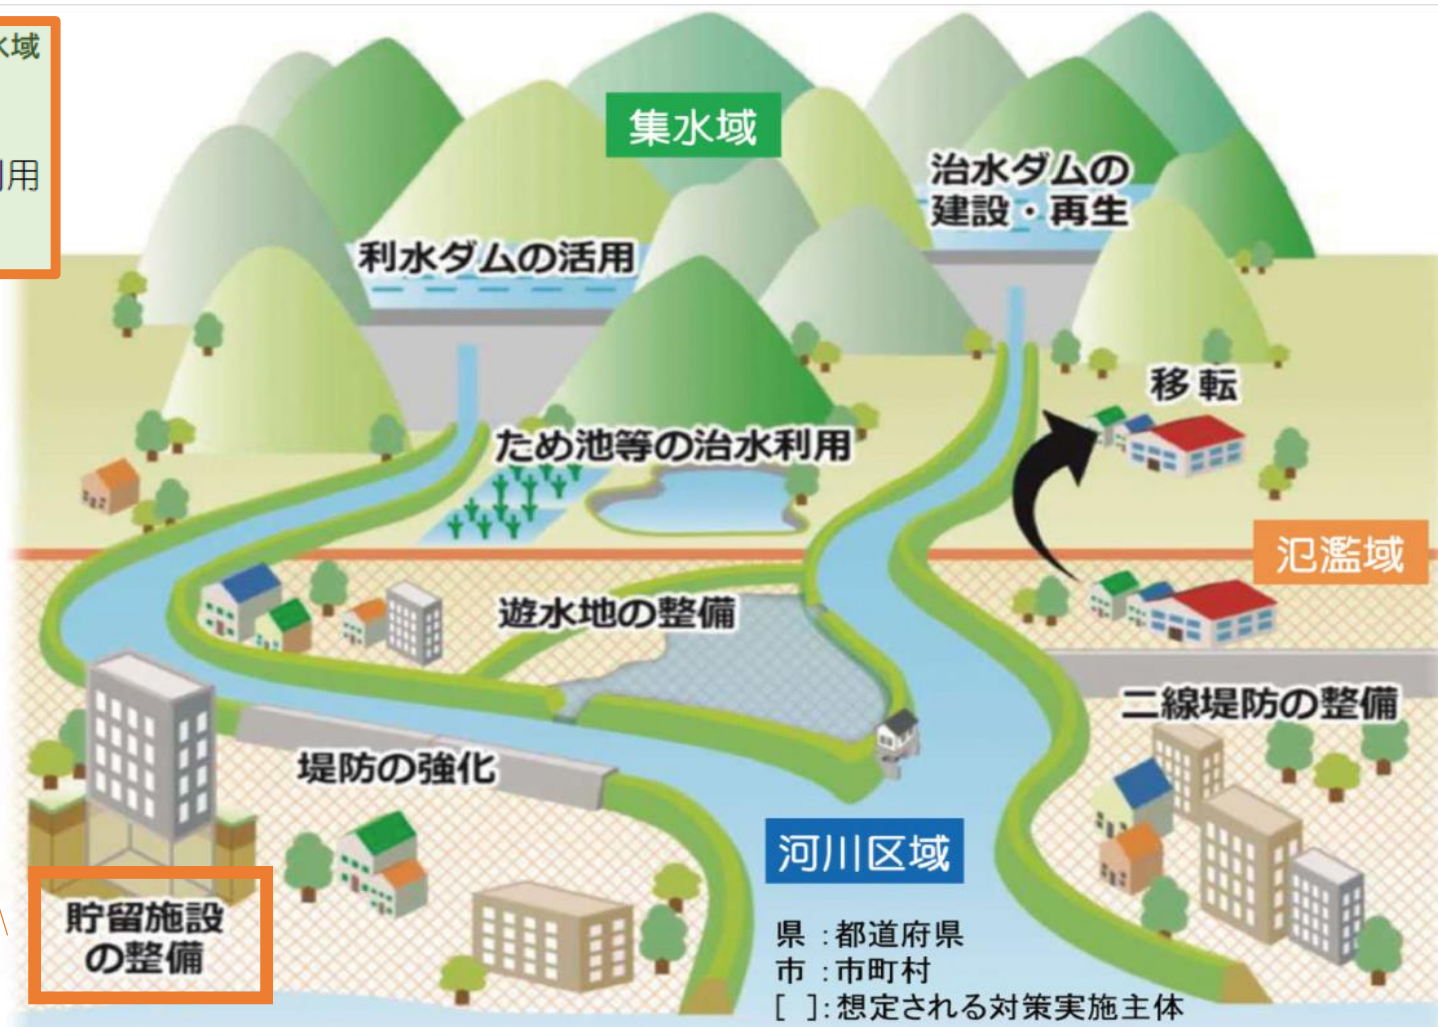 水域
利用
集水域
治水ダムの
建設・再生
利水ダムの活用
移転
ため池等の治水利用
氾濫域
遊水地の整備
二線堤防の整備
堤防の強化
河川区域
貯留施設
の整備
県：都道府県
市：市町村
[ ]：想定される対策実施主体